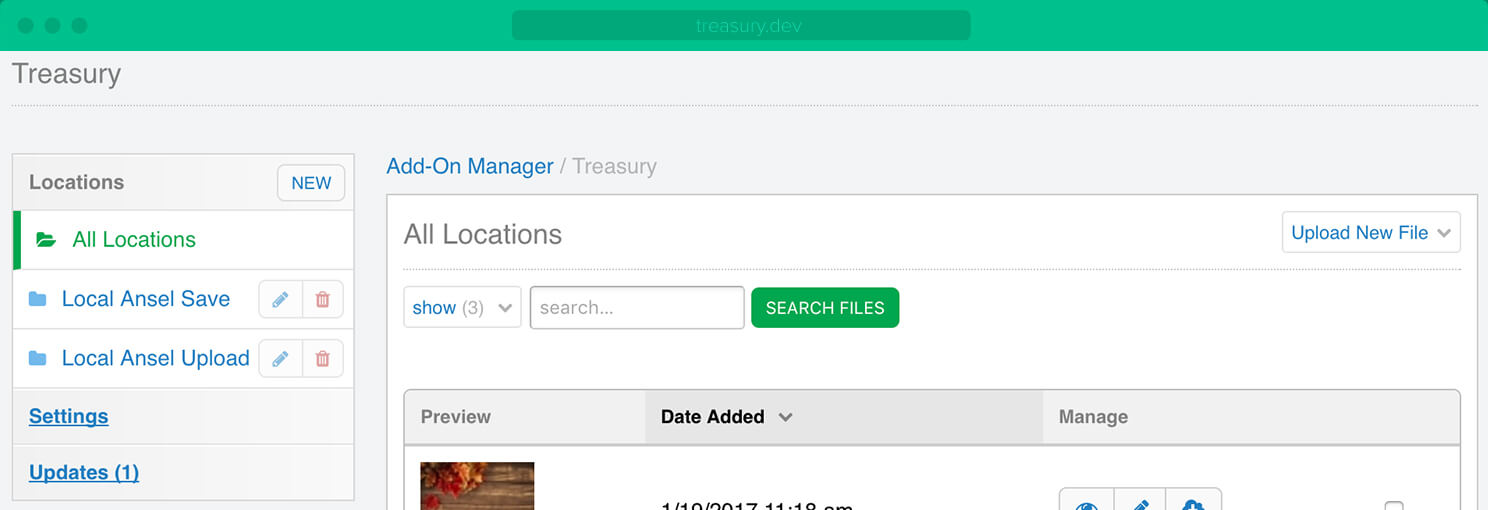 treasury.dev
Treasury
Locations
NEW
All Locations
Local Ansel Save
Local Ansel Upload
Settings
Updates (1)
Add-On Manager / Treasury
All Locations
Upload New File
show (3)
search...
SEARCH FILES
Preview
Date Added
Manage
1/19/2017 11:18 am